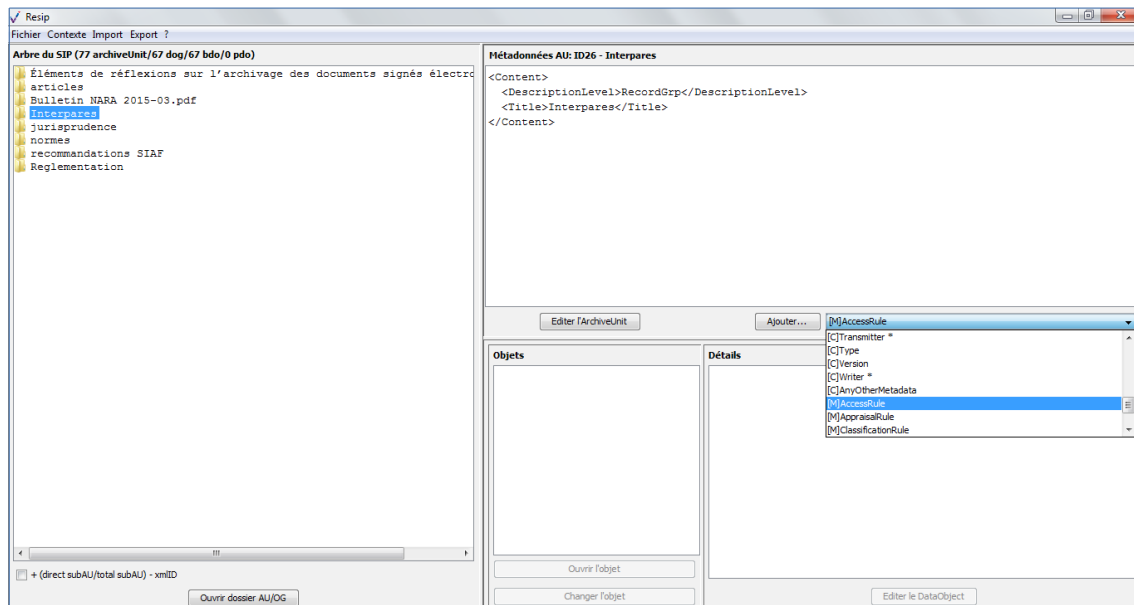 Resip
Fichier Contexte Import Export ?
Arbre du SIP (77 archiveUnit/67 dog/67 bdo/0 pdo)
Éléments de réflexions sur l'archivage des documents signés électro
articles
Bulletin NARA 2015-03.pdf
Interpares
jurisprudence
normes
recommandations SIAF
Reglementation
+ (direct subAU/total subAU) - xmlID
Ouvrir dossier AU/OG
Métadonnées AU: ID26 - Interpares
<Content>
<DescriptionLevel>RecordGrp</DescriptionLevel>
<Title>Interpares</Title>
</Content>
Editer l'ArchiveUnit
Ajouter...
[M]AccessRule
[C]Transmitter *
[C]Type
[C]Version
[C]Writer *
[C]AnyOtherMetadata
[M]AccessRule
[M]AppraisalRule
[M]ClassificationRule
Objets
Ouvrir l'objet
Changer l'objet
Détails
Editer le DataObject